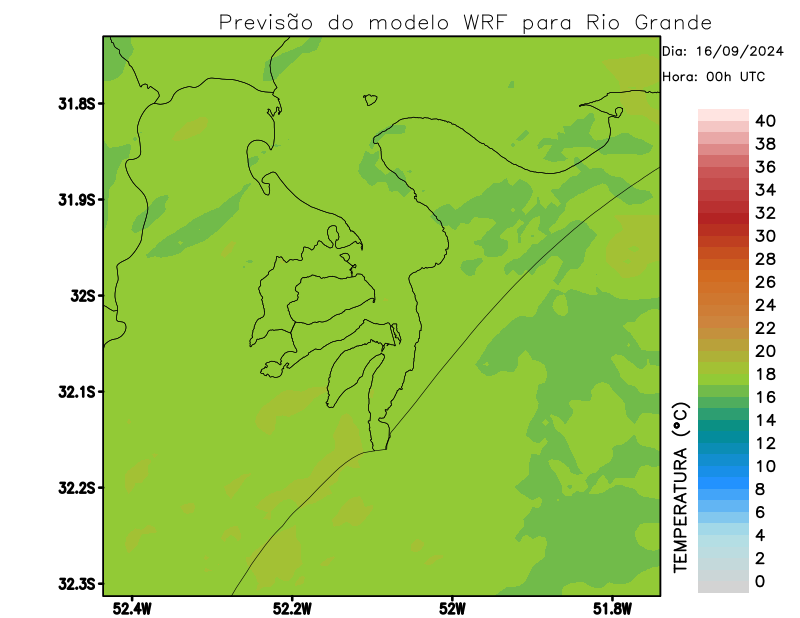 Previsão do modelo WRF para Rio Grande
Dia: 16/09/2024
Hora: 00h UTC
31.8S
31.9S
32S
32.1S
32.2S
32.3S
52.4W
52.2W
52W
51.8W
TEMPERATURA (°C)
40
38
36
34
32
30
28
26
24
22
20
18
16
14
12
10
8
6
4
2
0